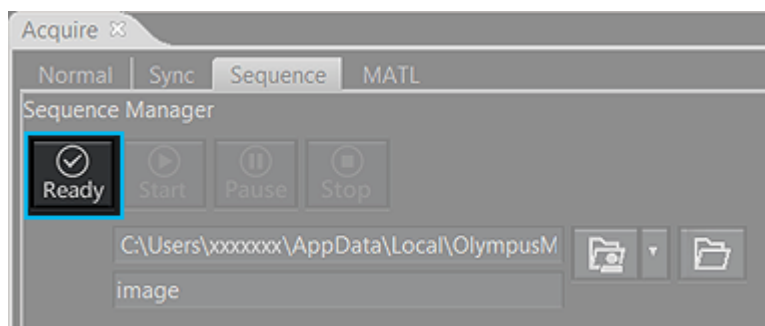 Acquire
Normal Sync Sequence MATL
Sequence Manager
Ready Start Pause Stop
C:\Users\xxxxxxx\AppData\Local\OlympusM
image